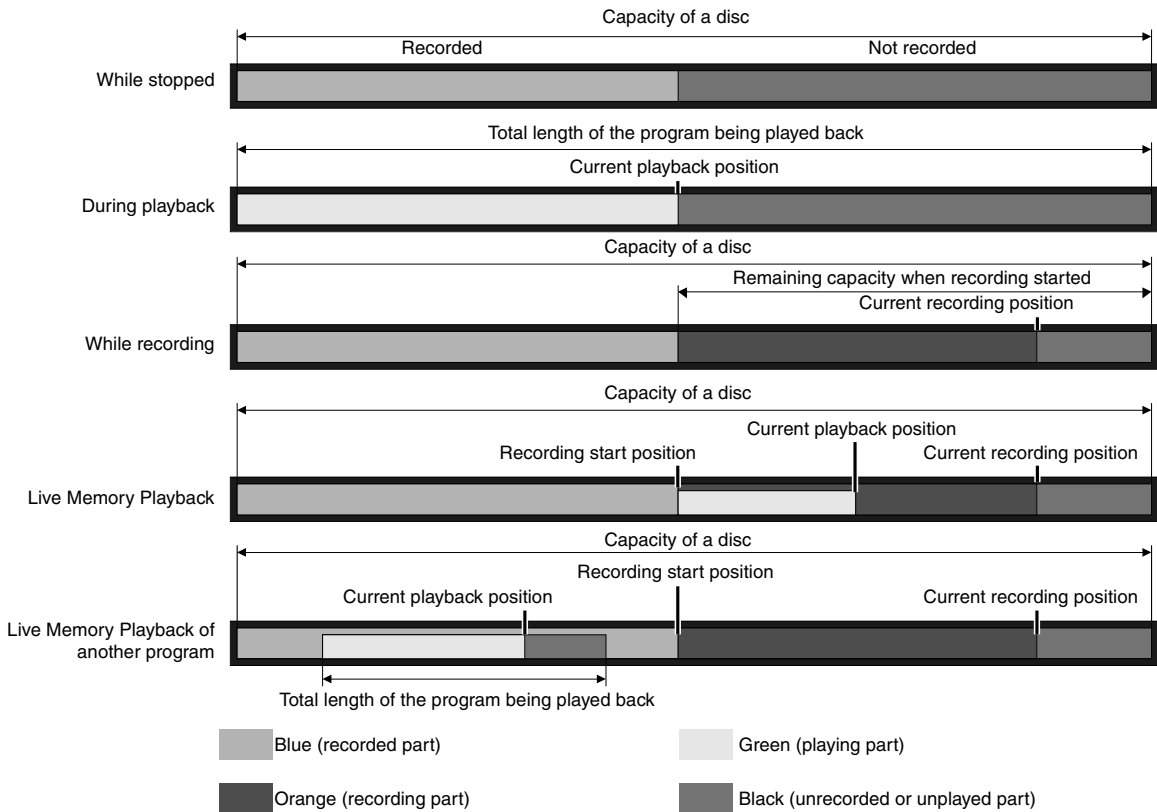 Capacity of a disc
Recorded
Not recorded
While stopped
Total length of the program being played back
Current playback position
During playback
Capacity of a disc
Remaining capacity when recording started
Current recording position
While recording
Capacity of a disc
Current playback position
Recording start position
Current recording position
Live Memory Playback
Capacity of a disc
Recording start position
Current playback position
Current recording position
Live Memory Playback of
another program
Total length of the program being played back
Blue (recorded part)
Green (playing part)
Orange (recording part)
Black (unrecorded or unplayed part)